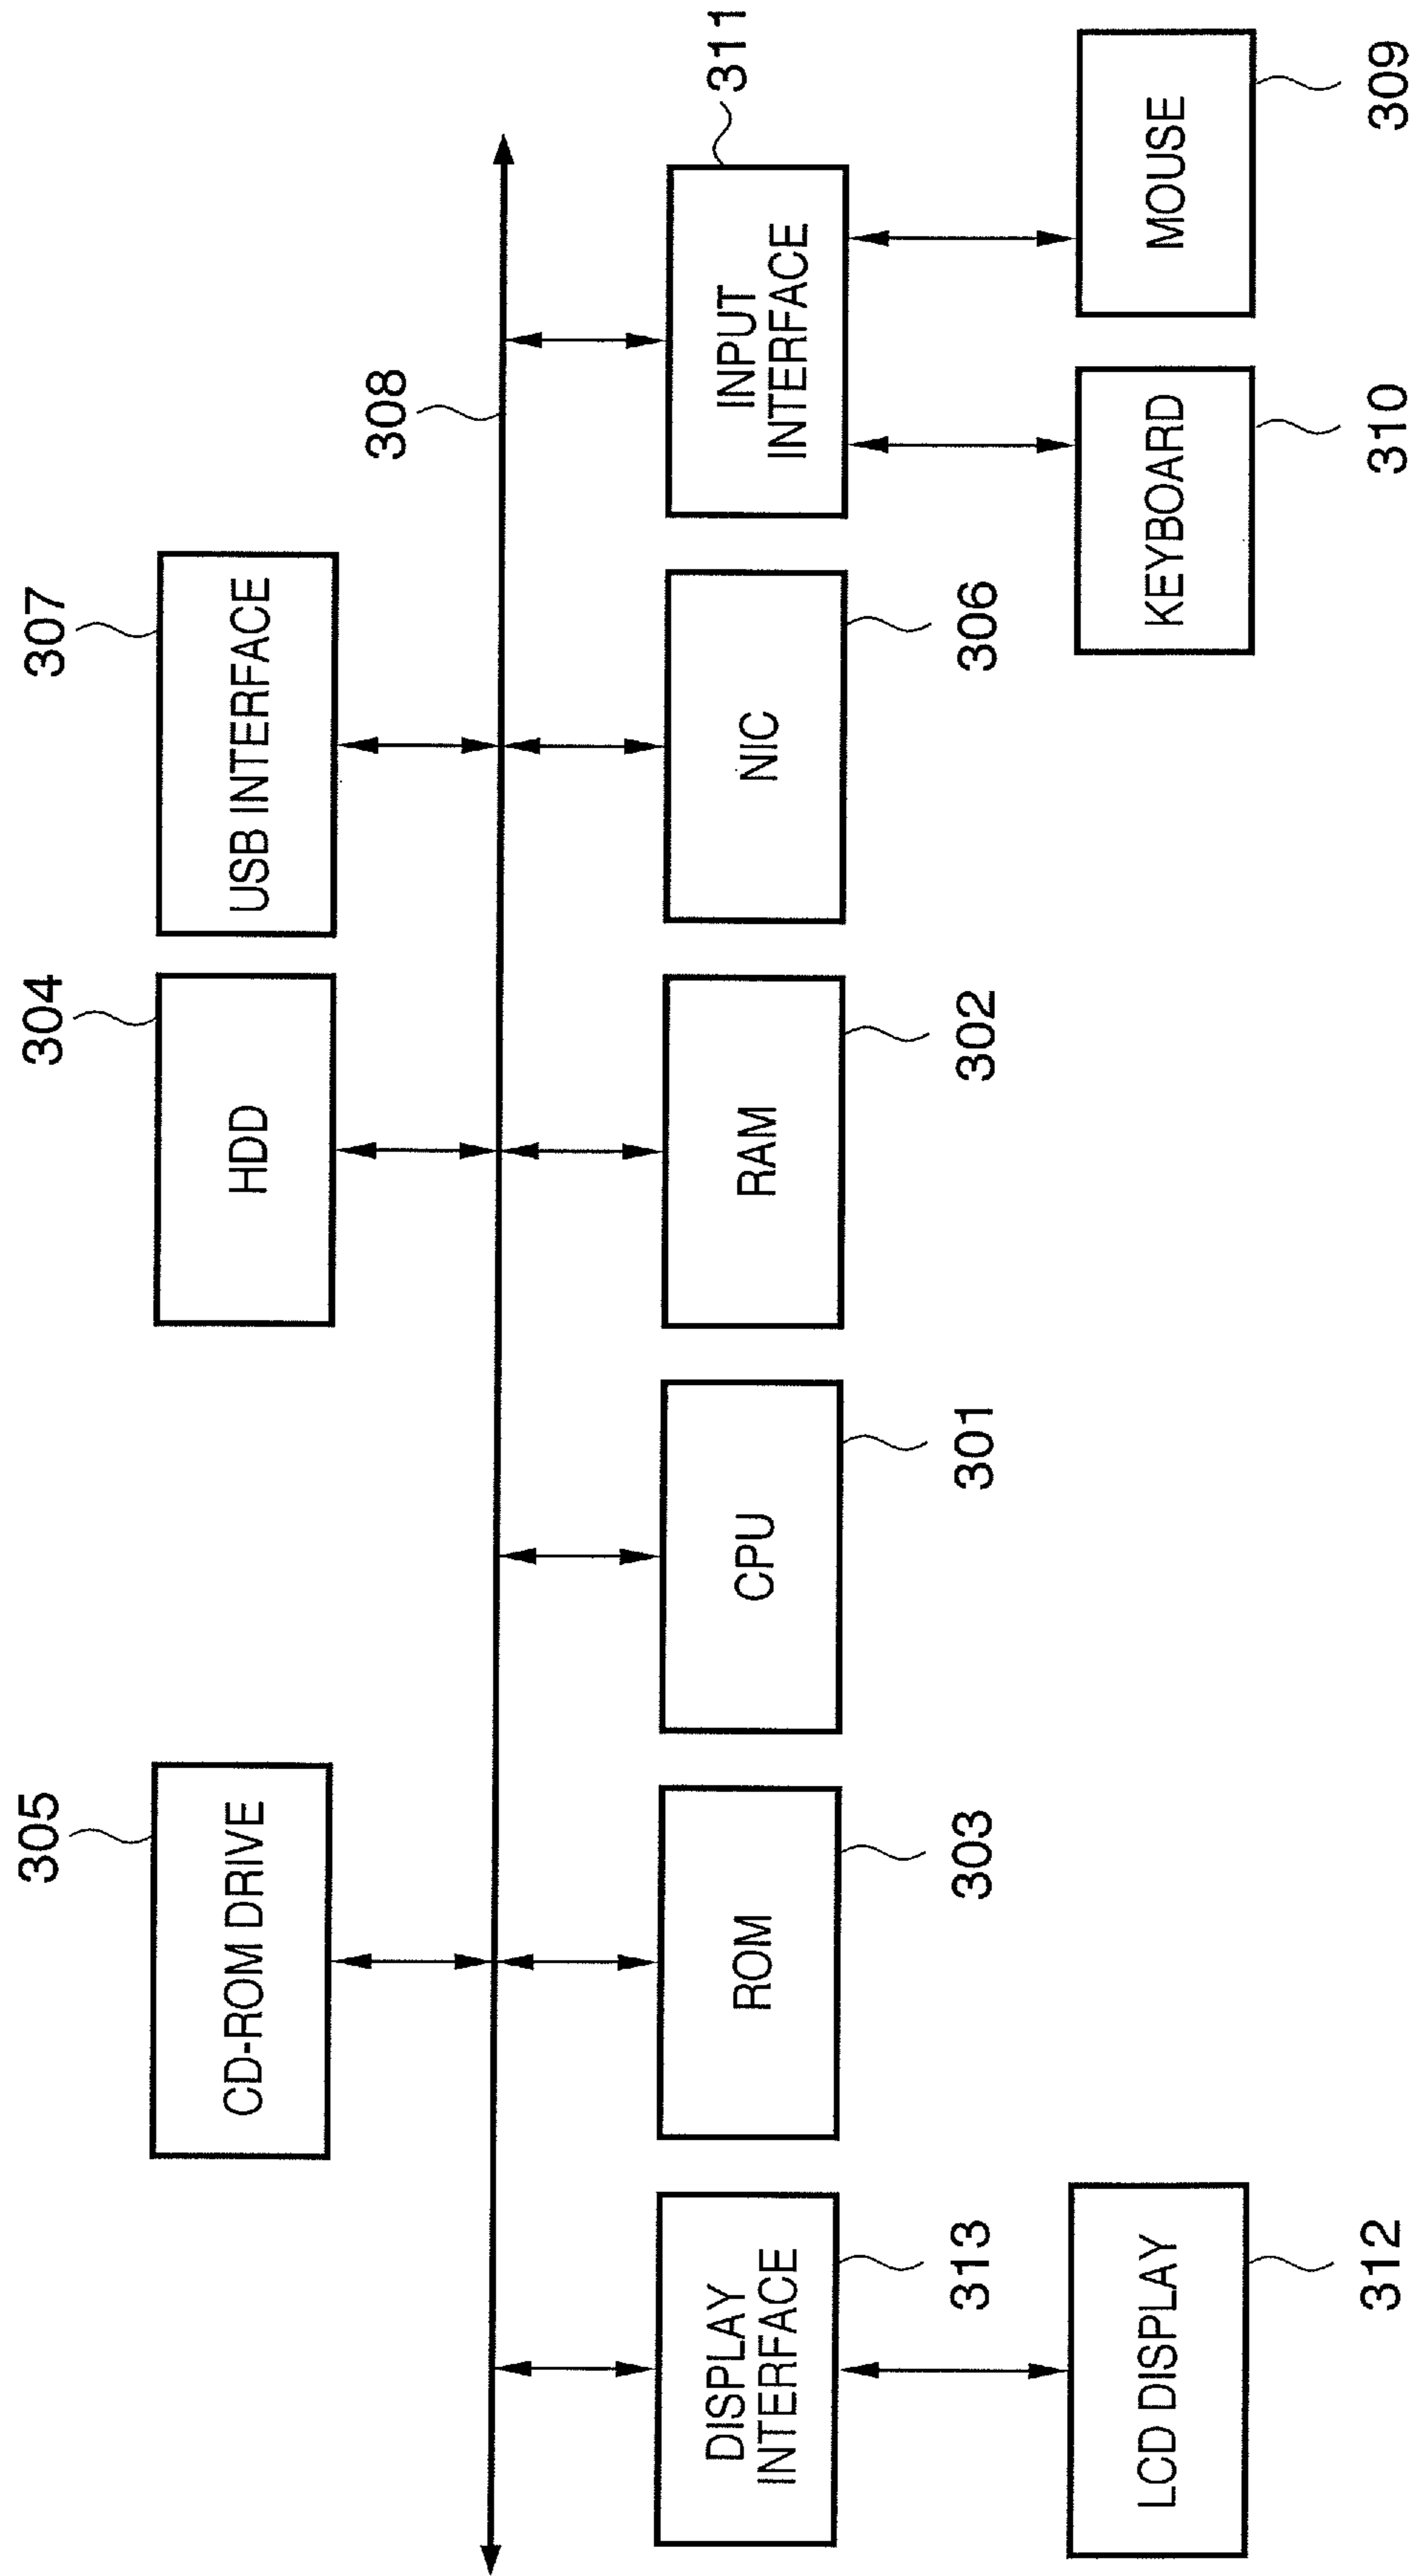 305
304
307
CD-ROM DRIVE
HDD
USB INTERFACE
308
311
DISPLAY
INTERFACE
ROM
CPU
RAM
NIC
INPUT
INTERFACE
313
303
301
302
306
LCD DISPLAY
KEYBOARD
MOUSE
312
310
309